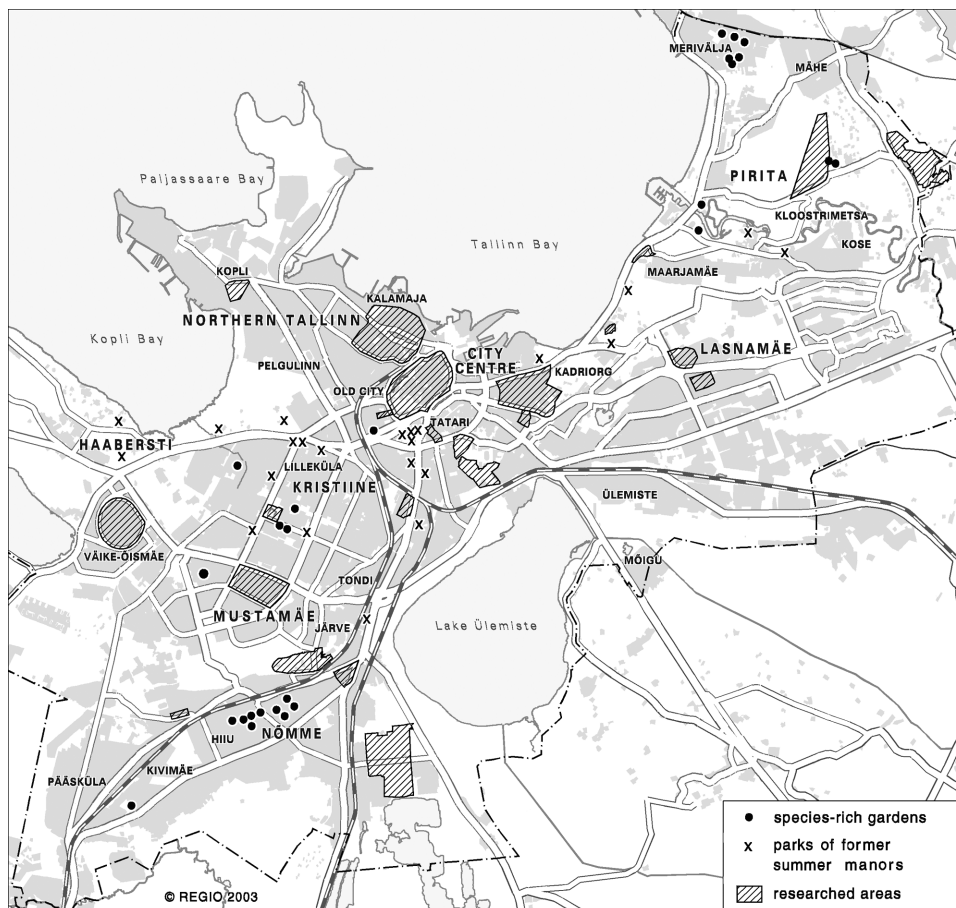 MERIVÄLJA
MÄHE
PIRITA
Paljassaare Bay
KLOOSTRIMETSA
KOSE
Tallinn Bay
MAARJAMÄE
KOPLI
KALAMAJA
NORTHERN TALLINN
Kopli Bay
CITY
CENTRE
LASNAMÄE
PELGULINN
KADRIORG
OLD CITY
TATARI
HAABERSTI
LILLEKÜLA
KRISTIINE
ÜLEMISTE
VÄIKE-ÕISMÄE
MÕIGU
TONDI
MUSTAMÄE
JÄRVE
Lake Ülemiste
NÕMME
HIIU
KIVIMÄE
PÄÄSKÜLA
species-rich gardens
x parks of former
summer manors
researched areas
© REGIO 2003